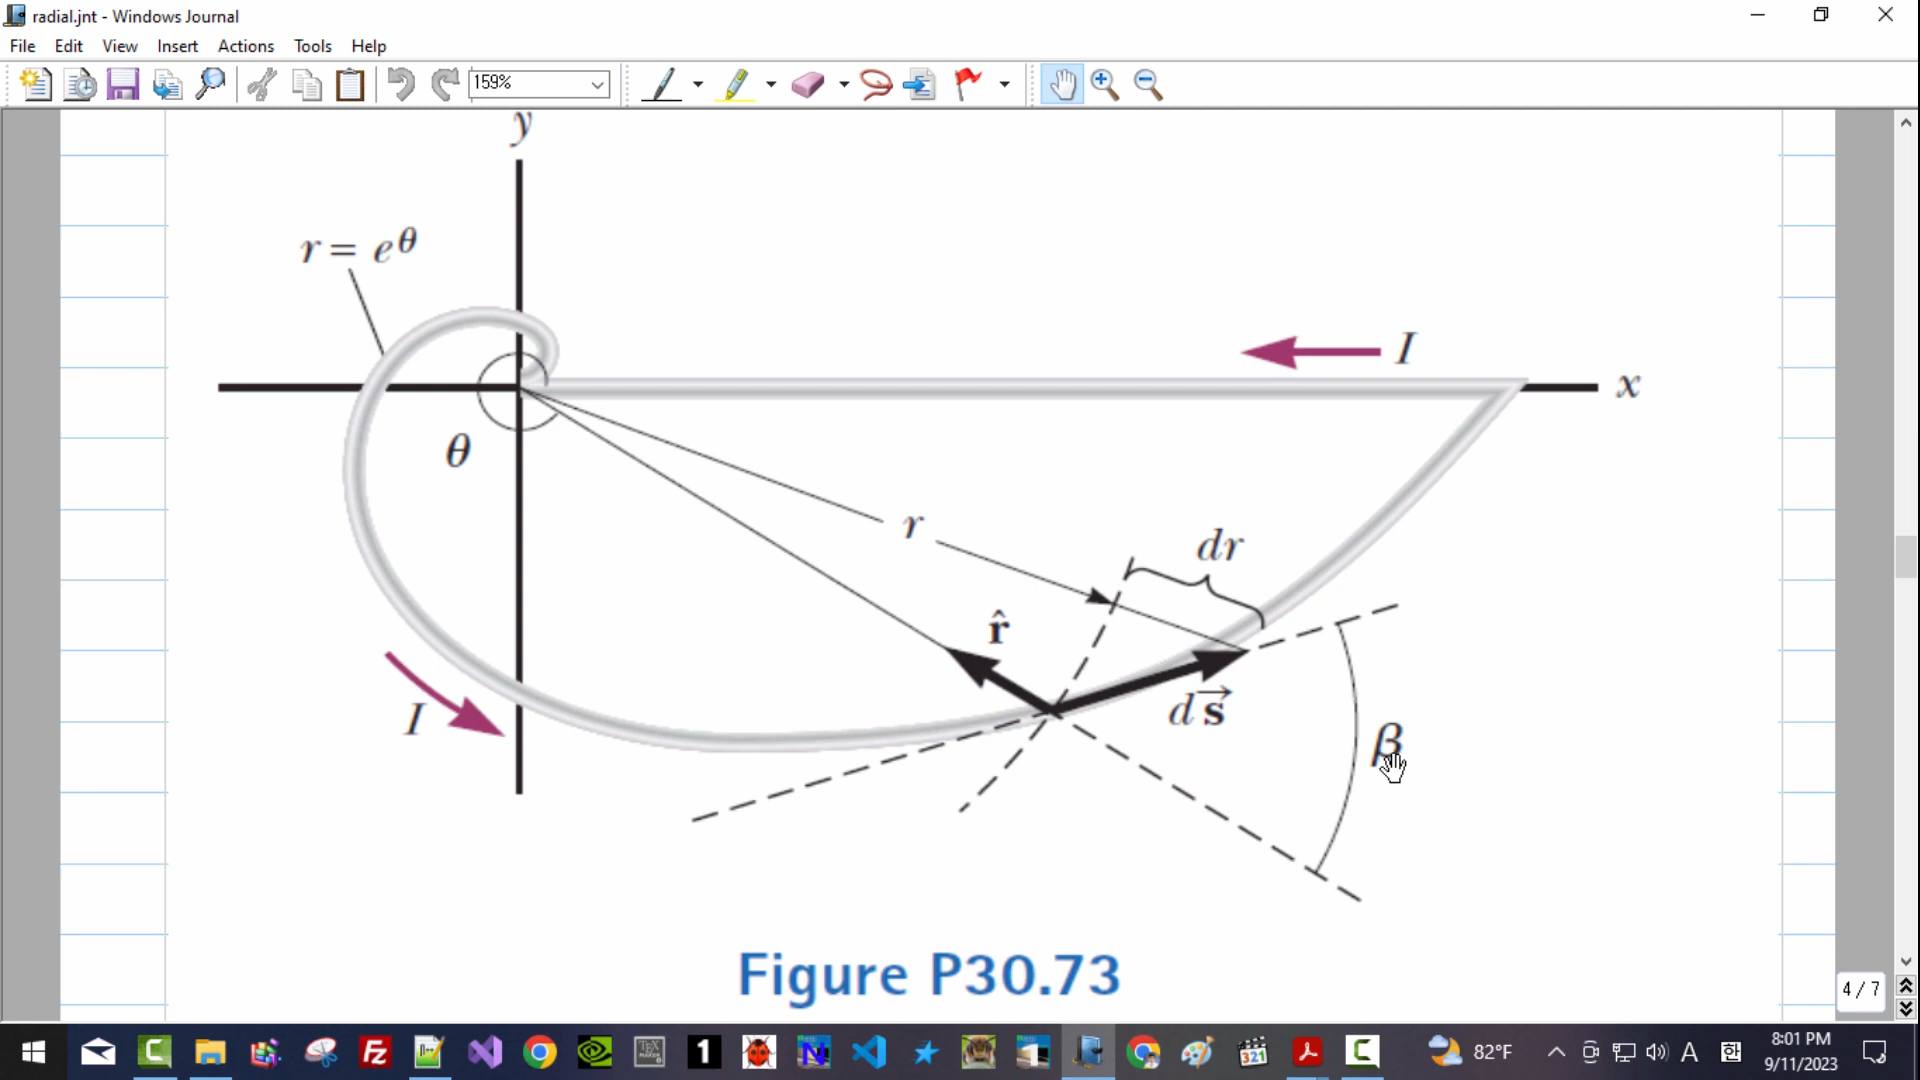 radial.jnt - Windows Journal
File Edit View Insert Actions Tools Help
159%
y
r = e^θ
I
x
θ
r
dr
r̂
ds⃗
I
β
Figure P30.73
4 / 7
82°F
A
한
8:01 PM
9/11/2023